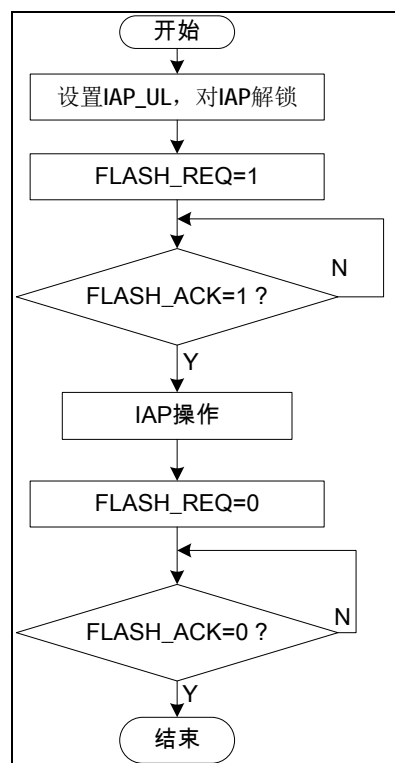 开始
设置IAP_UL，对IAP解锁
FLASH_REQ=1
N
FLASH_ACK=1 ?
Y
IAP操作
FLASH_REQ=0
N
FLASH_ACK=0 ?
Y
结束